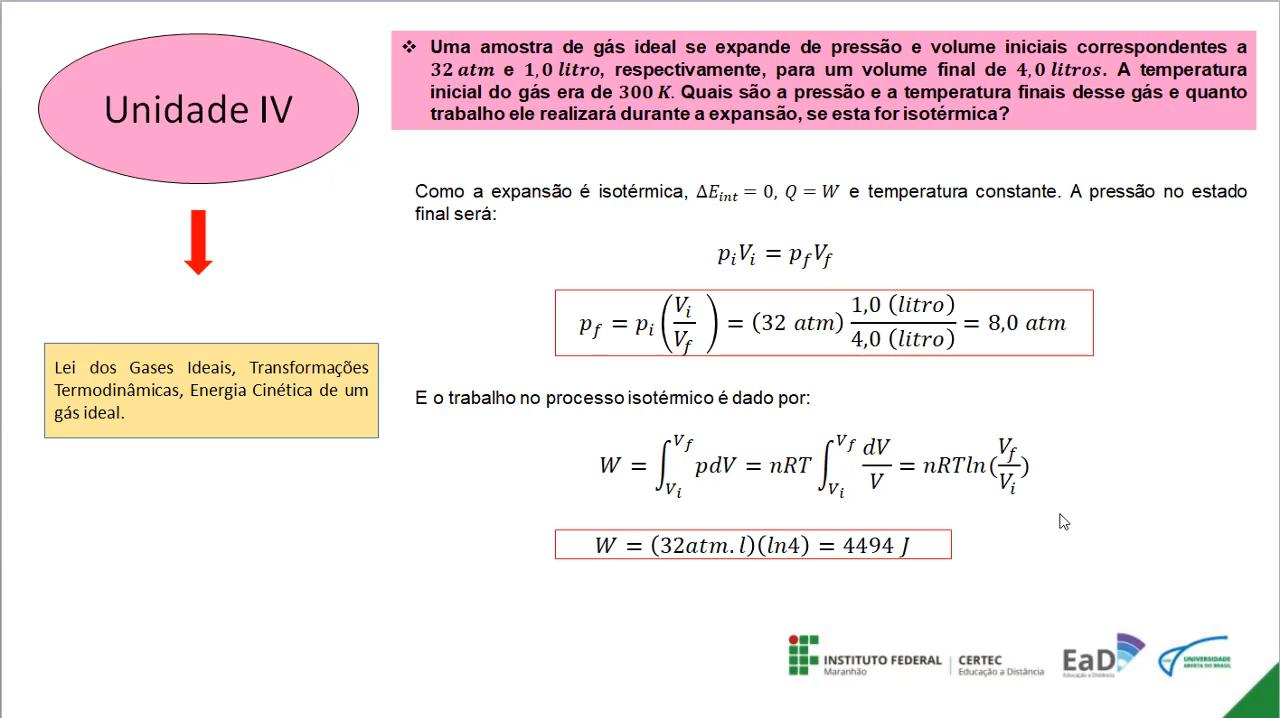 Unidade IV
❖ Uma amostra de gás ideal se expande de pressão e volume iniciais correspondentes a
32 atm e 1,0 litro, respectivamente, para um volume final de 4,0 litros. A temperatura
inicial do gás era de 300 K. Quais são a pressão e a temperatura finais desse gás e quanto
trabalho ele realizará durante a expansão, se esta for isotérmica?
Como a expansão é isotérmica, ΔE_int = 0, Q = W e temperatura constante. A pressão no estado
final será:
p_i V_i = p_f V_f
p_f = p_i (V_i / V_f) = (32 atm) 1,0 (litro) / 4,0 (litro) = 8,0 atm
Lei dos Gases Ideais, Transformações
Termodinâmicas, Energia Cinética de um
gás ideal.
E o trabalho no processo isotérmico é dado por:
W = ∫_{V_i}^{V_f} pdV = nRT ∫_{V_i}^{V_f} dV / V = nRTln(V_f / V_i)
W = (32atm. l)(ln4) = 4494 J
INSTITUTO FEDERAL
Maranhão
CERTEC
Educação a Distância
EaD
Educação a Distância
UNIVERSIDADE
ABERTA DO BRASIL